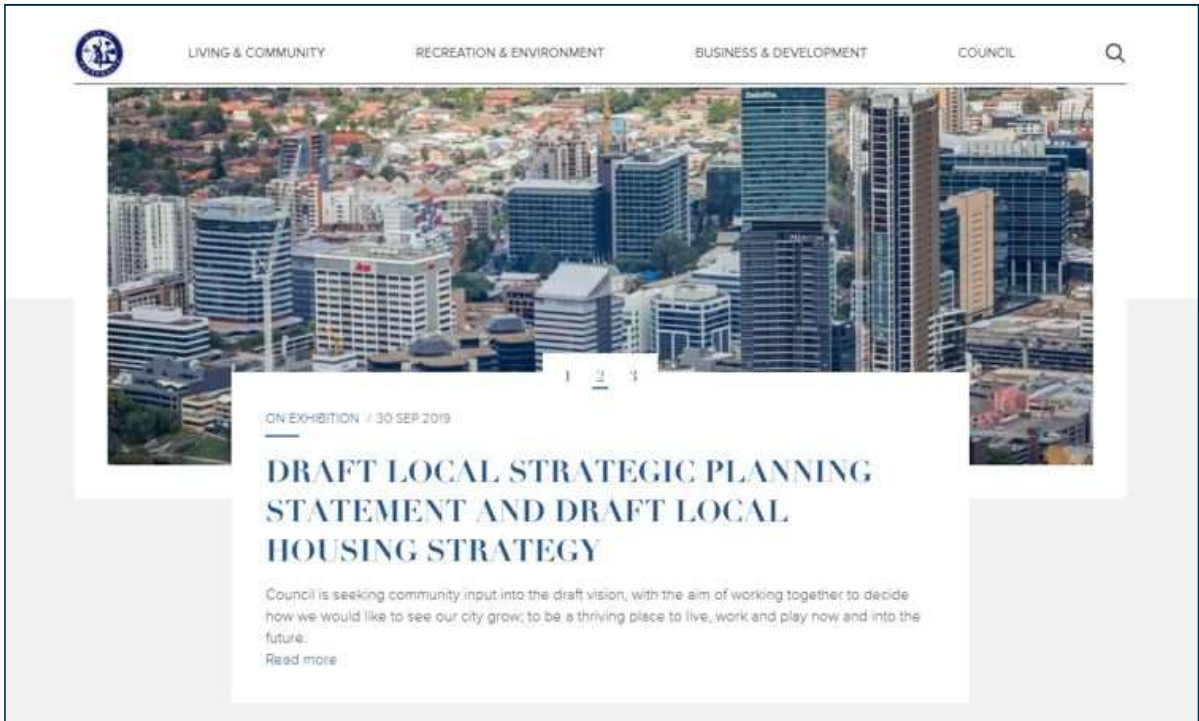 LIVING & COMMUNITY
RECREATION & ENVIRONMENT
BUSINESS & DEVELOPMENT
COUNCIL
Deloitte
1 2 3
ON EXHIBITION / 30 SEP 2019
DRAFT LOCAL STRATEGIC PLANNING
STATEMENT AND DRAFT LOCAL
HOUSING STRATEGY
Council is seeking community input into the draft vision, with the aim of working together to decide
how we would like to see our city grow; to be a thriving place to live, work and play now and into the
future.
Read more